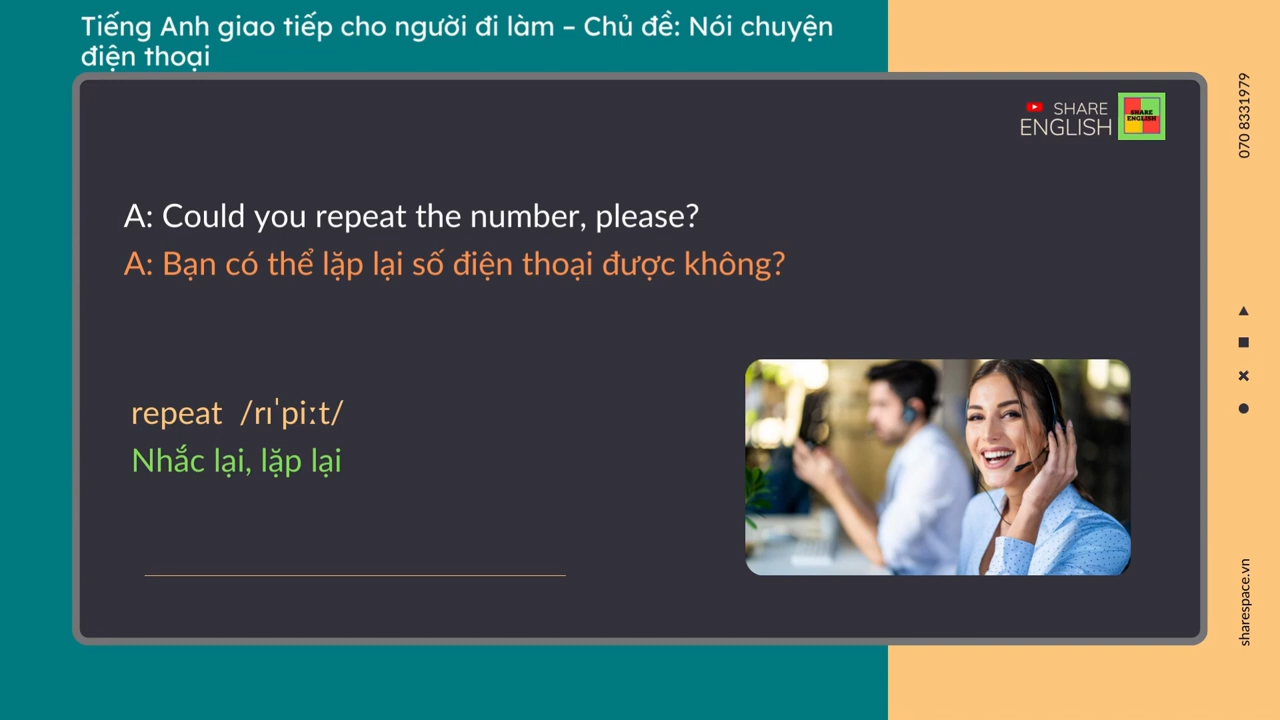 Tiếng Anh giao tiếp cho người đi làm – Chủ đề: Nói chuyện
điện thoại
SHARE
ENGLISH
SHARE
ENGLISH
A: Could you repeat the number, please?
A: Bạn có thể lặp lại số điện thoại được không?
repeat /rɪˈpiːt/
Nhắc lại, lặp lại
070 8331979
sharespace.vn